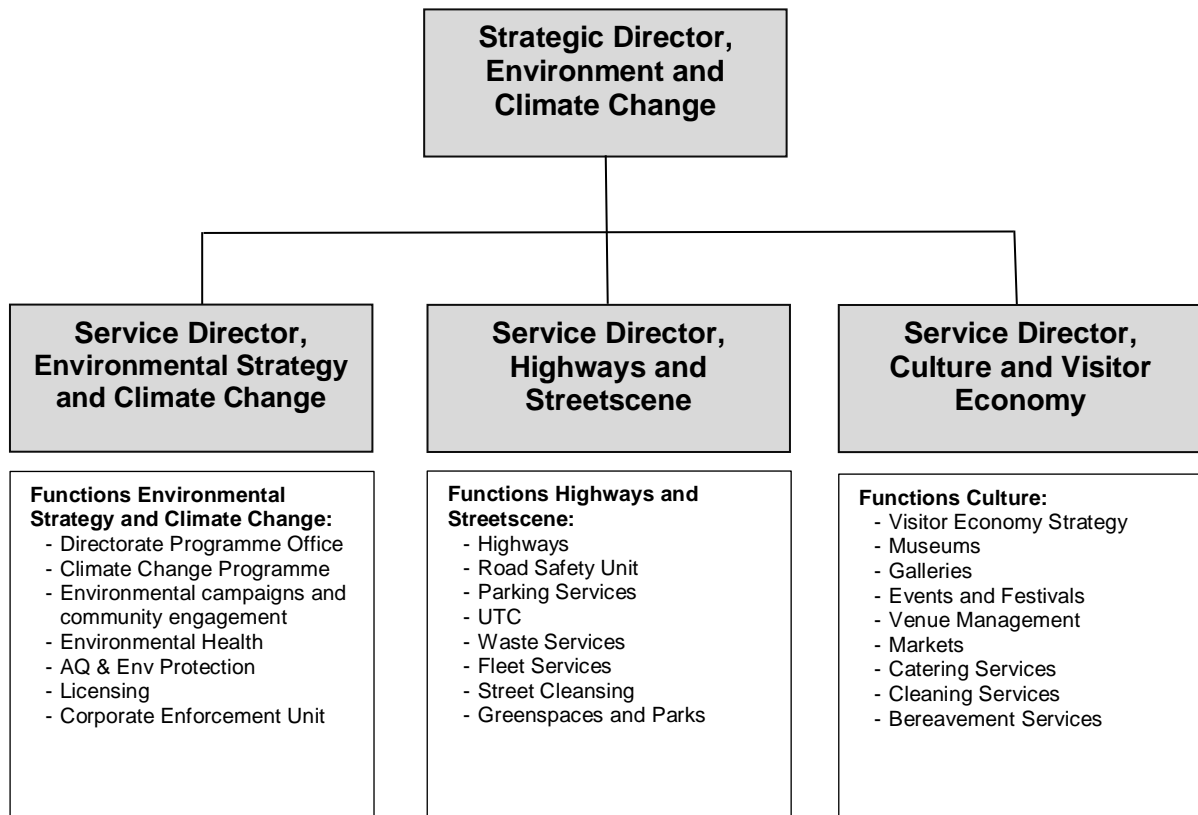 Strategic Director,
Environment and
Climate Change
Service Director,
Environmental Strategy
and Climate Change
Service Director,
Highways and
Streetscene
Service Director,
Culture and Visitor
Economy
Functions Environmental
Strategy and Climate Change:
- Directorate Programme Office
- Climate Change Programme
- Environmental campaigns and
community engagement
- Environmental Health
- AQ & Env Protection
- Licensing
- Corporate Enforcement Unit
Functions Highways and
Streetscene:
- Highways
- Road Safety Unit
- Parking Services
- UTC
- Waste Services
- Fleet Services
- Street Cleansing
- Greenspaces and Parks
Functions Culture:
- Visitor Economy Strategy
- Museums
- Galleries
- Events and Festivals
- Venue Management
- Markets
- Catering Services
- Cleaning Services
- Bereavement Services